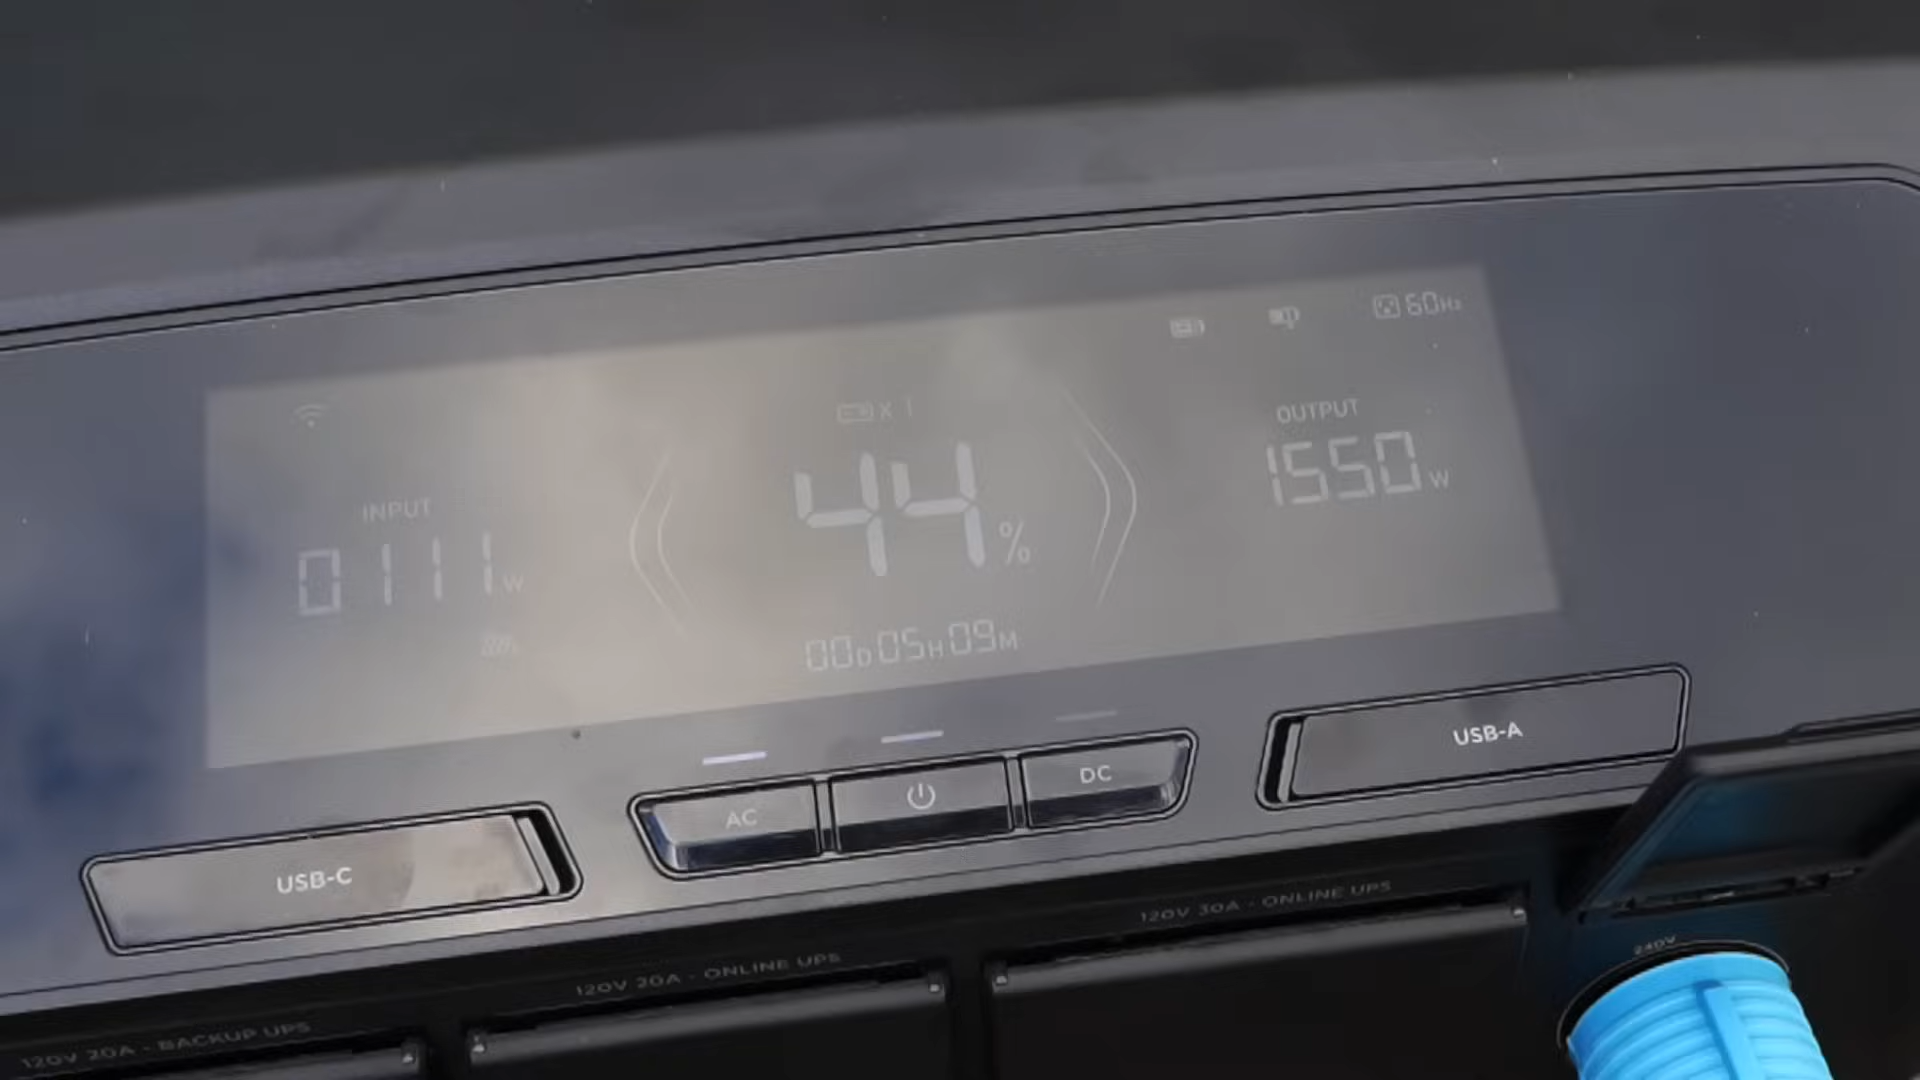 60Hz
X 1
OUTPUT
1550W
INPUT
0111W
44%
00D05H09M
USB-A
DC
AC
USB-C
120V 30A - ONLINE UPS
240V
120V 20A - ONLINE UPS
120V 20A - BACKUP UPS